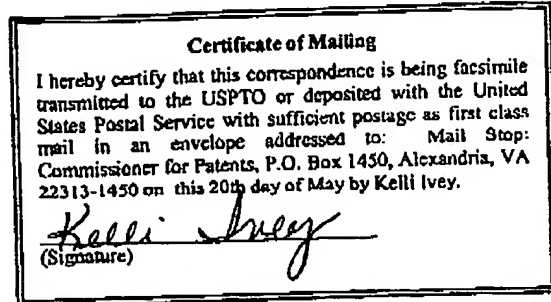 Certificate of Mailing
I hereby certify that this correspondence is being facsimile
transmitted to the USPTO or deposited with the United
States Postal Service with sufficient postage as first class
mail in an envelope addressed to: Mail Stop:
Commissioner for Patents, P.O. Box 1450, Alexandria, VA
22313-1450 on this 20th day of May by Kelli Ivey.
Kelli Ivey
(Signature)